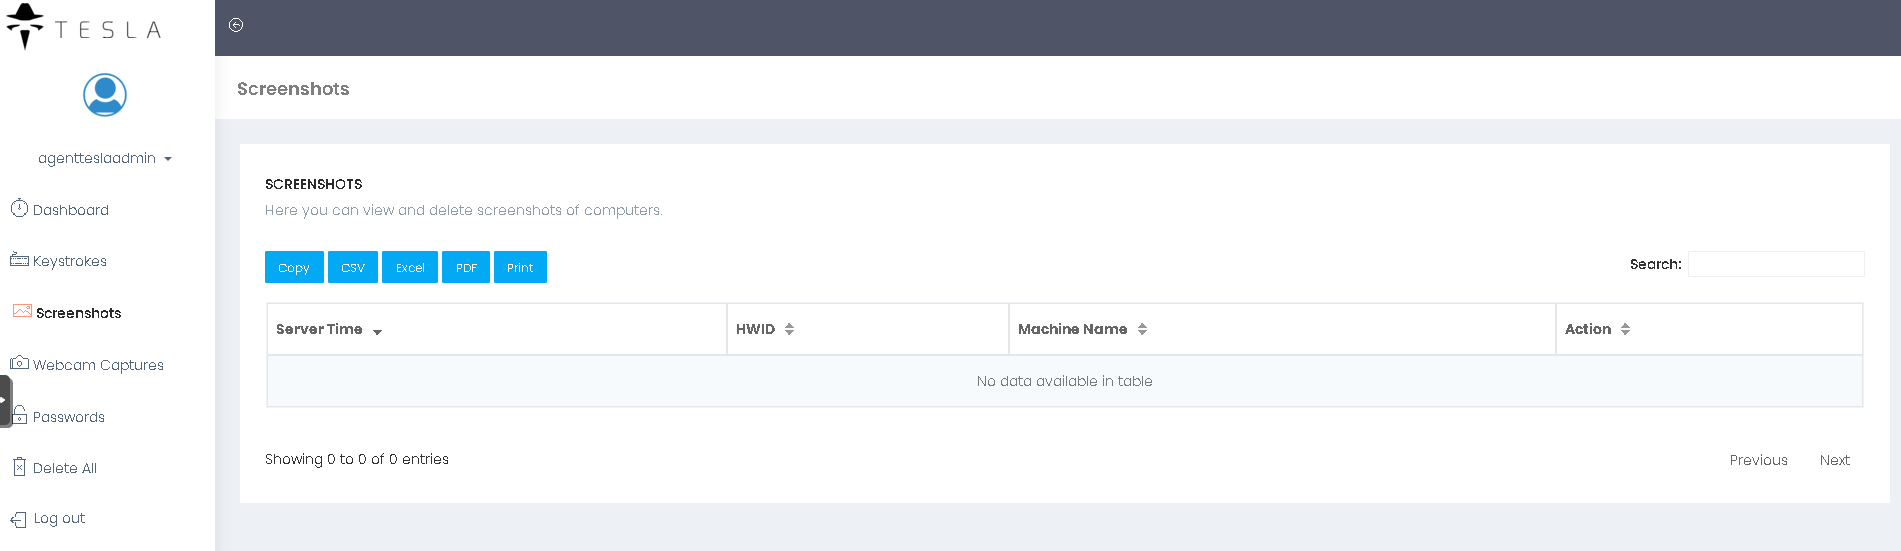 TESLA
agentteslaadmin
Dashboard
Keystrokes
Screenshots
Webcam Captures
Passwords
Delete All
Log out
Screenshots
SCREENSHOTS
Here you can view and delete screenshots of computers.
Copy CSV Excel PDF Print
Search:
Server Time HWID Machine Name Action
No data available in table
Showing 0 to 0 of 0 entries
Previous Next